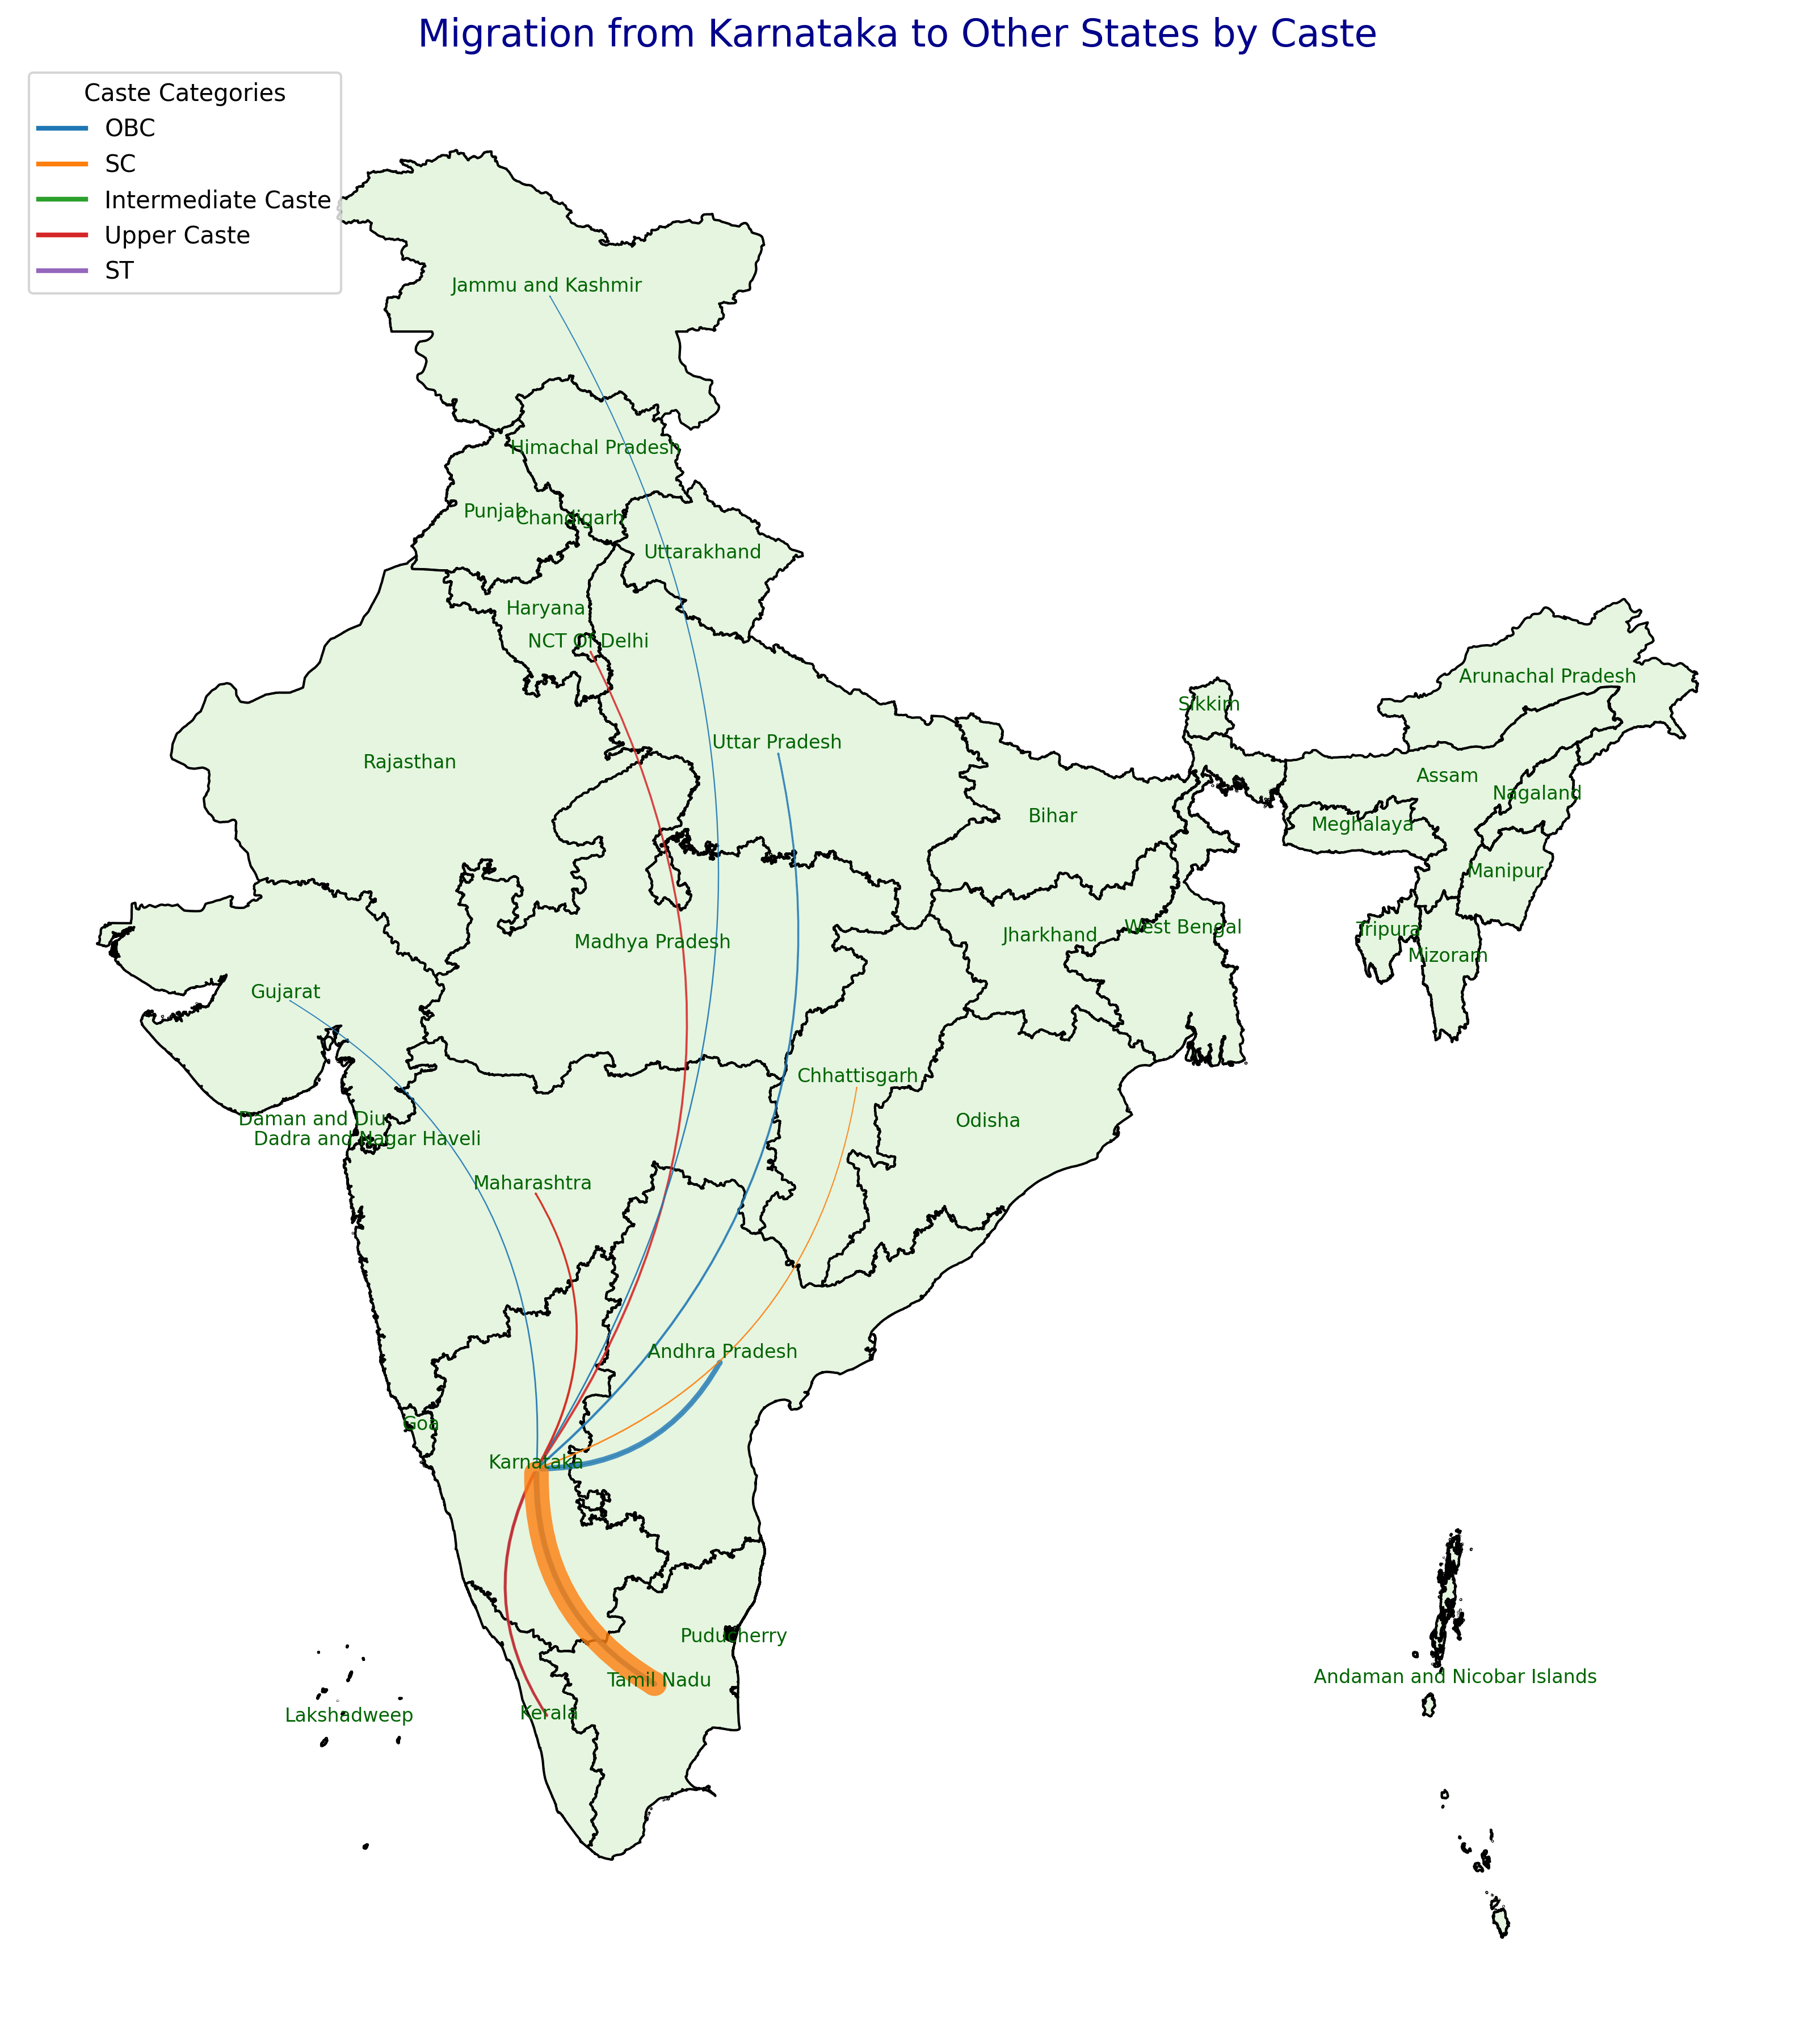 Migration from Karnataka to Other States by Caste
Caste Categories
OBC
SC
Intermediate Caste
Upper Caste
ST
Jammu and Kashmir
Himachal Pradesh
Punjab
Chandigarh
Uttarakhand
Haryana
NCT Of Delhi
Arunachal Pradesh
Sikkim
Uttar Pradesh
Rajasthan
Assam
Nagaland
Bihar
Meghalaya
Manipur
West Bengal
Tripura
Jharkhand
Madhya Pradesh
Mizoram
Gujarat
Chhattisgarh
Daman and Diu
Odisha
Dadra and Nagar Haveli
Maharashtra
Andhra Pradesh
Goa
Karnataka
Puducherry
Andaman and Nicobar Islands
Tamil Nadu
Kerala
Lakshadweep